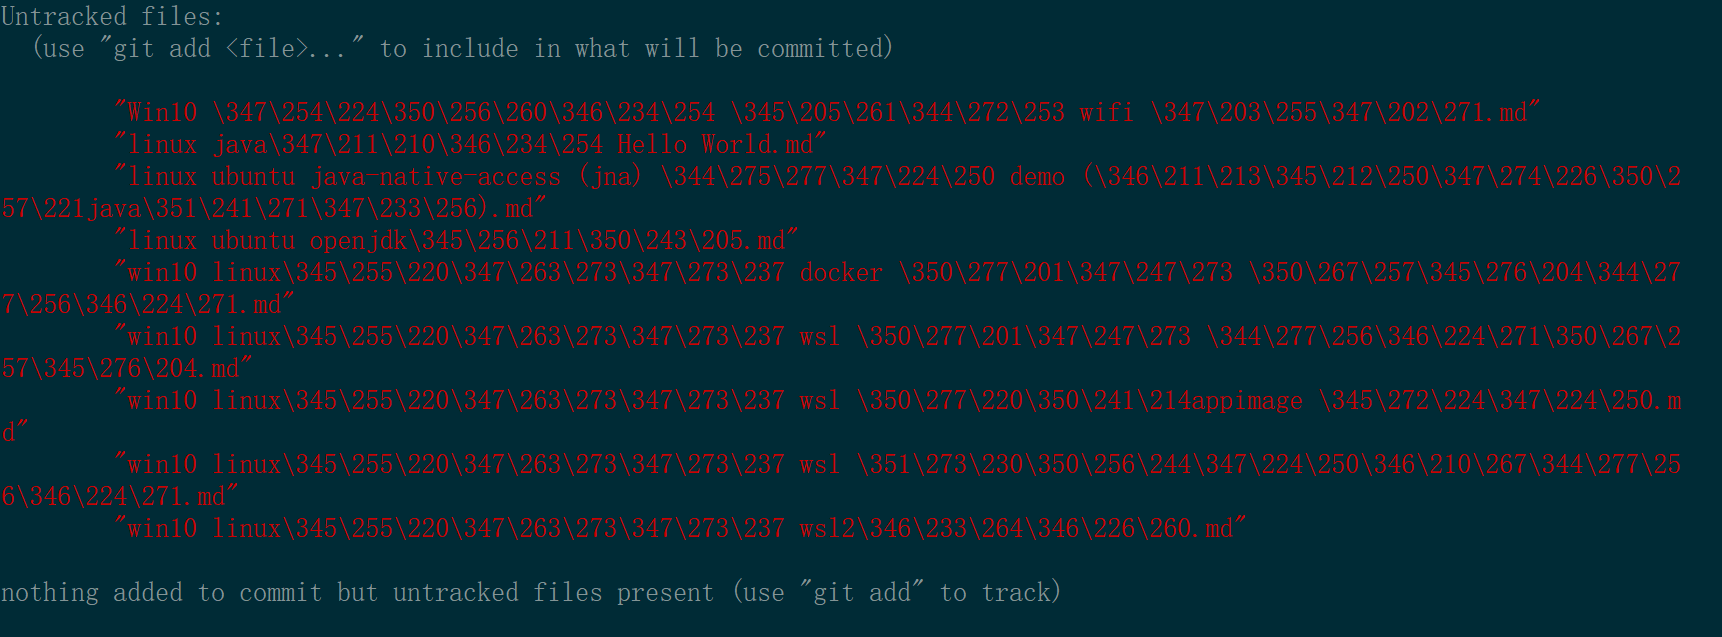 Untracked files:
(use "git add <file>..." to include in what will be committed)
"Win10 \347\254\224\350\256\260\346\234\254 \345\205\261\344\272\253 wifi \347\203\255\347\202\271.md"
"linux java\347\211\210\346\234\254 Hello World.md"
"linux ubuntu java-native-access (jna) \344\275\277\347\224\250 demo (\346\211\213\345\212\250\347\274\226\350\2
57\221java\351\241\271\347\233\256).md"
"linux ubuntu openjdk\345\256\211\350\243\205.md"
"win10 linux\345\255\220\347\263\273\347\273\237 docker \350\277\201\347\247\273 \350\267\257\345\276\204\344\27
7\256\346\224\271.md"
"win10 linux\345\255\220\347\263\273\347\273\237 wsl \350\277\201\347\247\273 \344\277\256\346\224\271\350\267\2
57\345\276\204.md"
"win10 linux\345\255\220\347\263\273\347\273\237 wsl \350\277\220\350\241\214appimage \345\272\224\347\224\250.m
d"
"win10 linux\345\255\220\347\263\273\347\273\237 wsl \351\273\230\350\256\244\347\224\250\346\210\267\344\277\25
6\346\224\271.md"
"win10 linux\345\255\220\347\263\273\347\273\237 wsl2\346\233\264\346\226\260.md"
nothing added to commit but untracked files present (use "git add" to track)